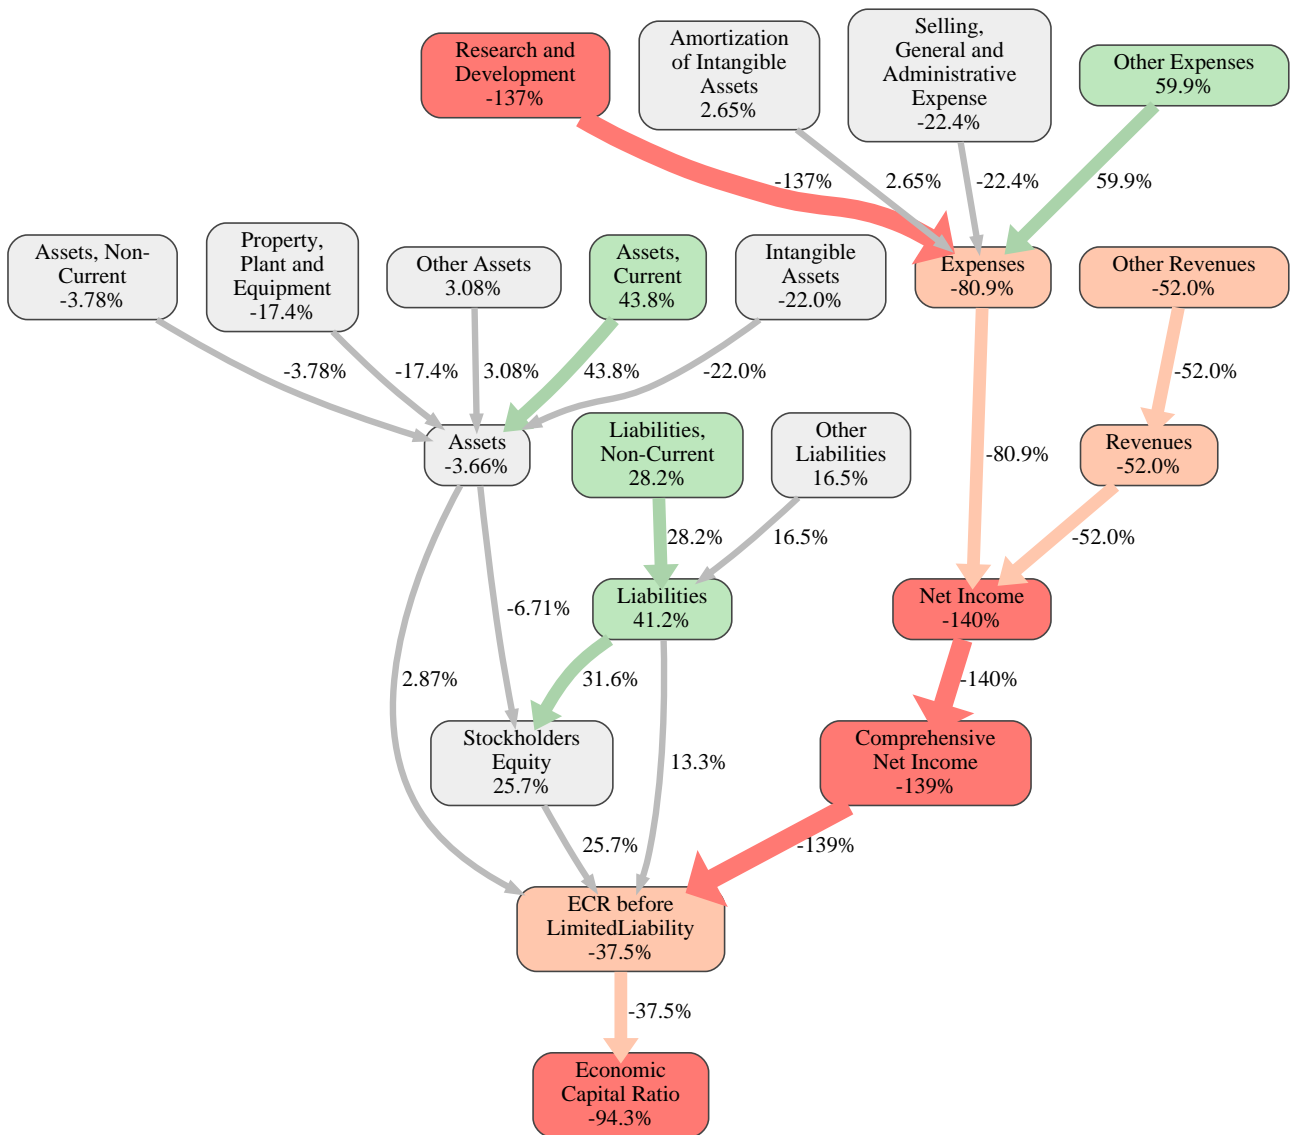 Research and
Development
-137%
Amortization
of Intangible
Assets
2.65%
Selling,
General and
Administrative
Expense
-22.4%
Other Expenses
59.9%
-137%
2.65%
-22.4%
59.9%
Assets, Non-
Current
-3.78%
Property,
Plant and
Equipment
-17.4%
Other Assets
3.08%
Assets,
Current
43.8%
Intangible
Assets
-22.0%
Expenses
-80.9%
Other Revenues
-52.0%
-3.78%
-17.4%
3.08%
43.8%
-22.0%
-52.0%
Assets
-3.66%
Liabilities,
Non-Current
28.2%
Other
Liabilities
16.5%
-80.9%
Revenues
-52.0%
28.2%
16.5%
-52.0%
-6.71%
Liabilities
41.2%
Net Income
-140%
2.87%
31.6%
-140%
Stockholders
Equity
25.7%
13.3%
Comprehensive
Net Income
-139%
25.7%
-139%
ECR before
LimitedLiability
-37.5%
-37.5%
Economic
Capital Ratio
-94.3%